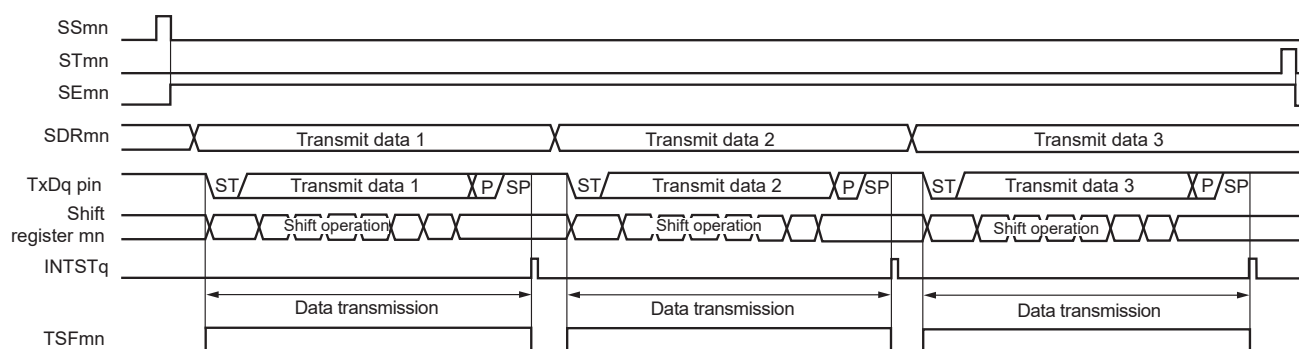 SSmn
STmn
SEmn
SDRmn Transmit data 1 Transmit data 2 Transmit data 3
TxDq pin ST Transmit data 1 P SP ST Transmit data 2 P SP ST Transmit data 3 P SP
Shift
register mn Shift operation Shift operation Shift operation
INTSTq
Data transmission Data transmission Data transmission
TSFmn